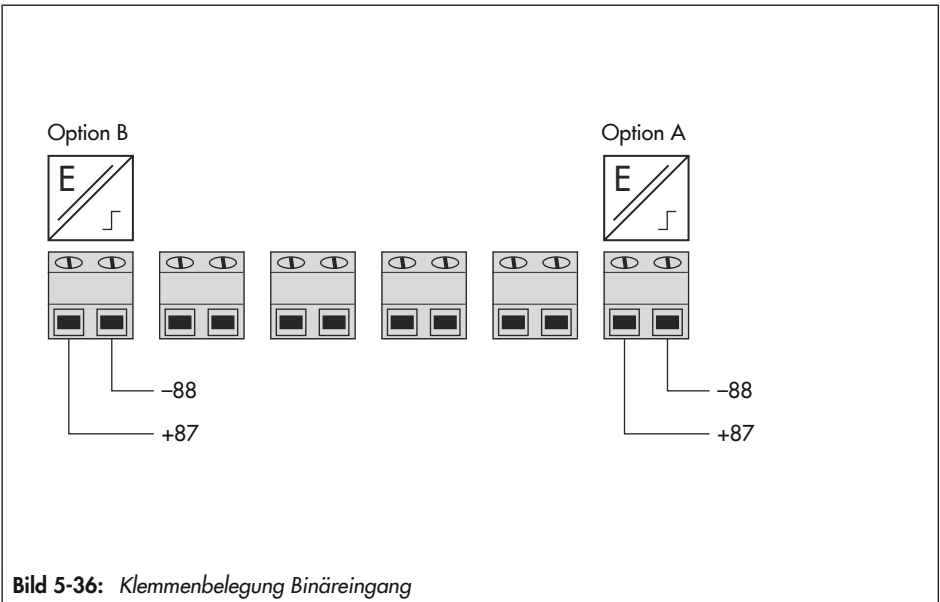 Option B
Option A
E
E
–88
+87
–88
+87
Bild 5-36: Klemmenbelegung Binäreingang